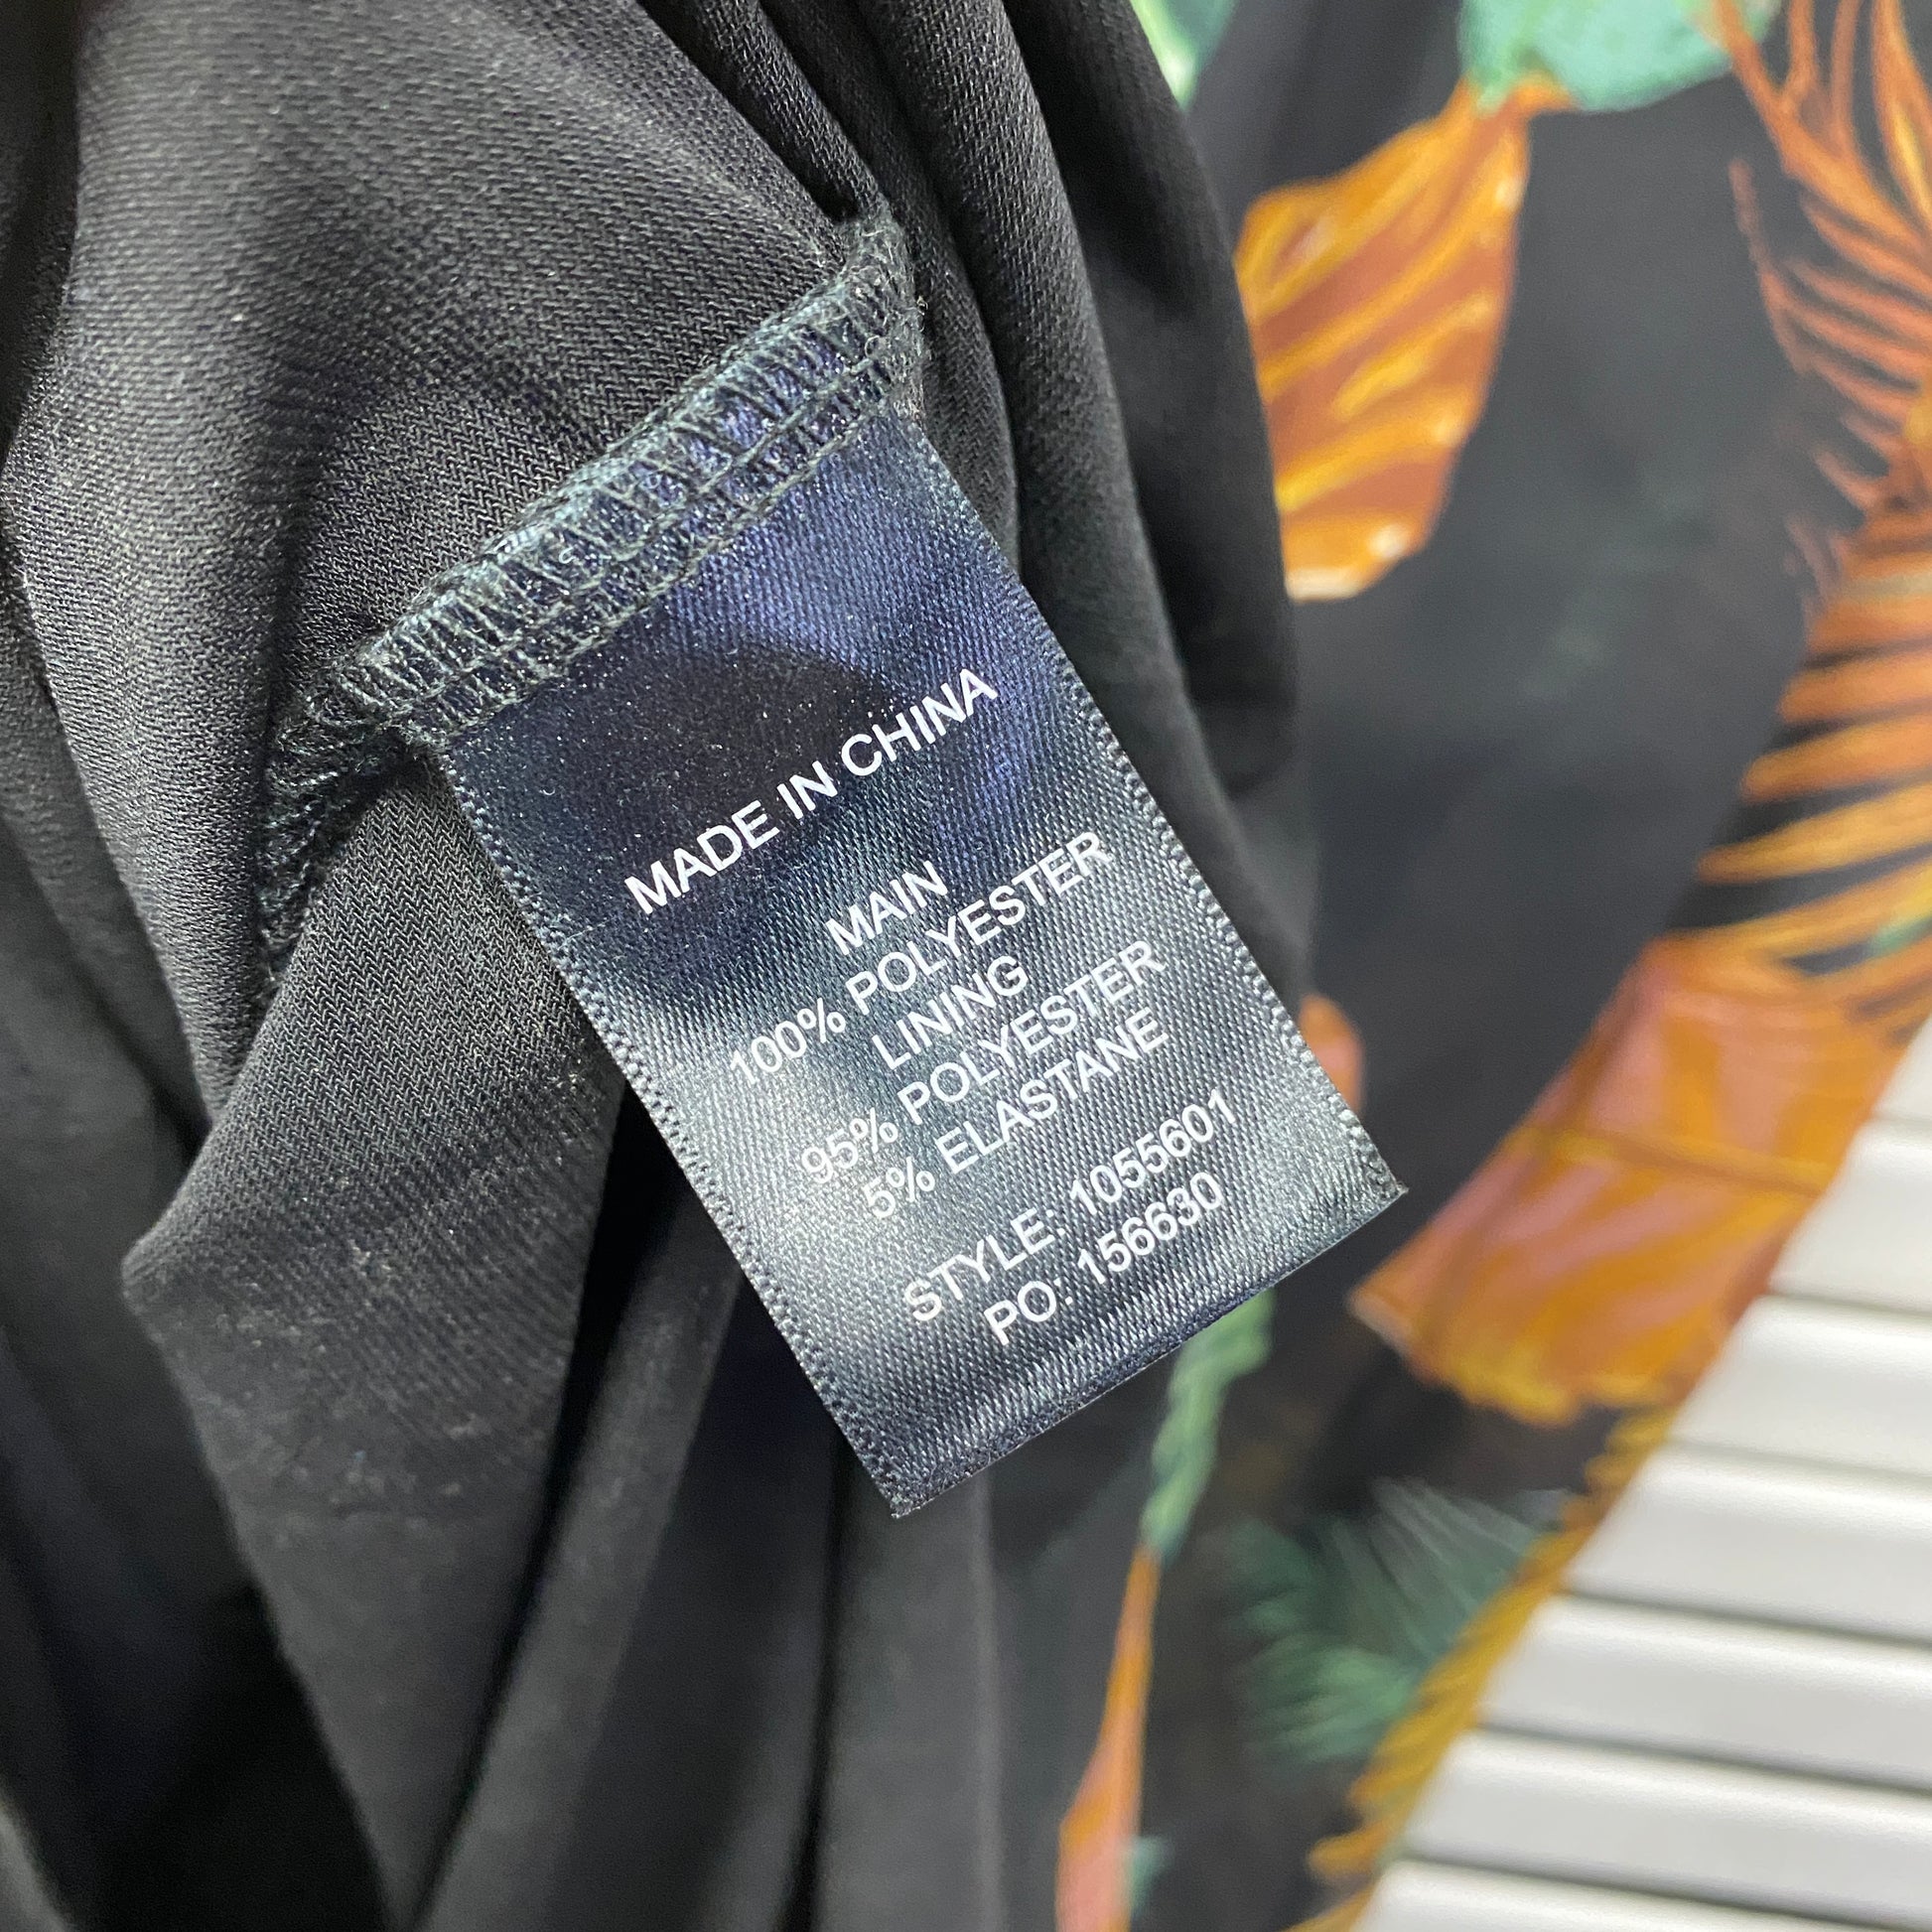 MADE IN CHINA
MAIN
100% POLYESTER
LINING
95% POLYESTER
5% ELASTANE
STYLE: 1055601
PO: 156630